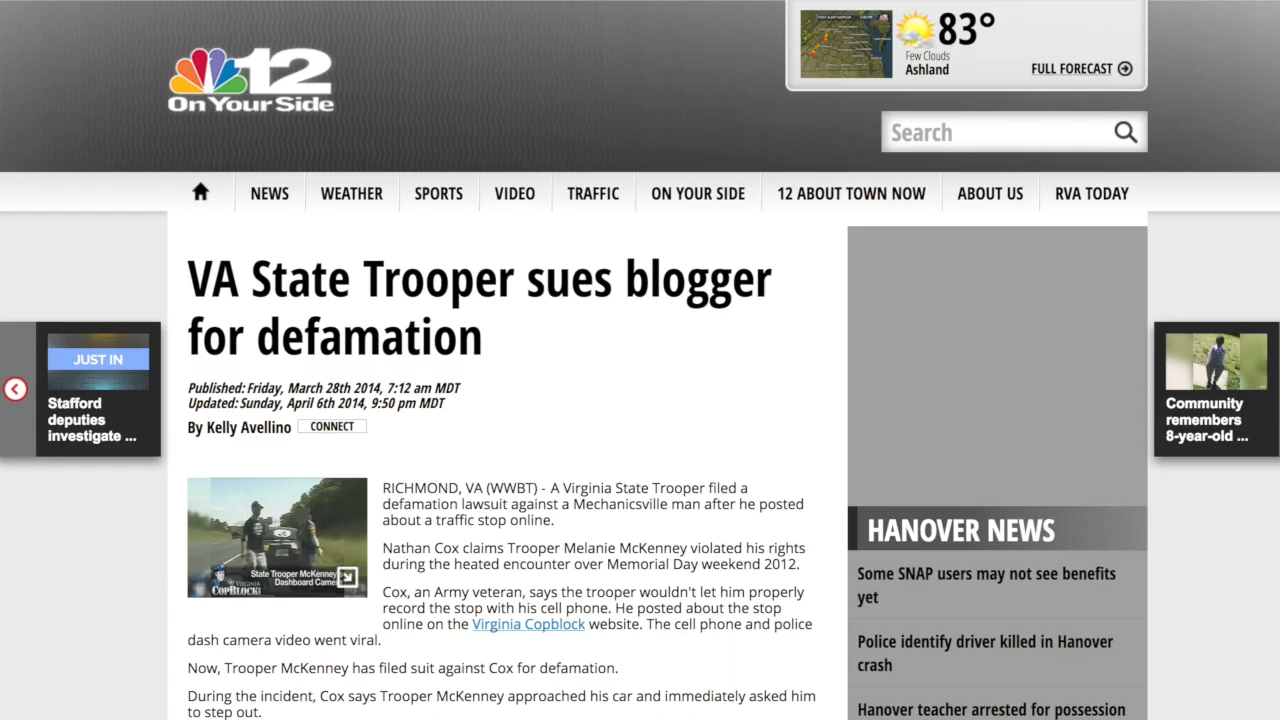 12
On Your Side
FIRST ALERT DOPPLER
83°
Few Clouds
Ashland
FULL FORECAST
Search
NEWS
WEATHER
SPORTS
VIDEO
TRAFFIC
ON YOUR SIDE
12 ABOUT TOWN NOW
ABOUT US
RVA TODAY
JUST IN
Stafford
deputies
investigate ...
VA State Trooper sues blogger
for defamation
Published: Friday, March 28th 2014, 7:12 am MDT
Updated: Sunday, April 6th 2014, 9:50 pm MDT
By Kelly Avellino
CONNECT
State Trooper McKenney's
Dashboard Camera
VIRGINIA
COPBLOCK
RICHMOND, VA (WWBT) - A Virginia State Trooper filed a
defamation lawsuit against a Mechanicsville man after he posted
about a traffic stop online.
Nathan Cox claims Trooper Melanie McKenney violated his rights
during the heated encounter over Memorial Day weekend 2012.
Cox, an Army veteran, says the trooper wouldn't let him properly
record the stop with his cell phone. He posted about the stop
online on the Virginia Copblock website. The cell phone and police
dash camera video went viral.
Now, Trooper McKenney has filed suit against Cox for defamation.
During the incident, Cox says Trooper McKenney approached his car and immediately asked him
to step out.
Community
remembers
8-year-old ...
HANOVER NEWS
Some SNAP users may not see benefits
yet
Police identify driver killed in Hanover
crash
Hanover teacher arrested for possession